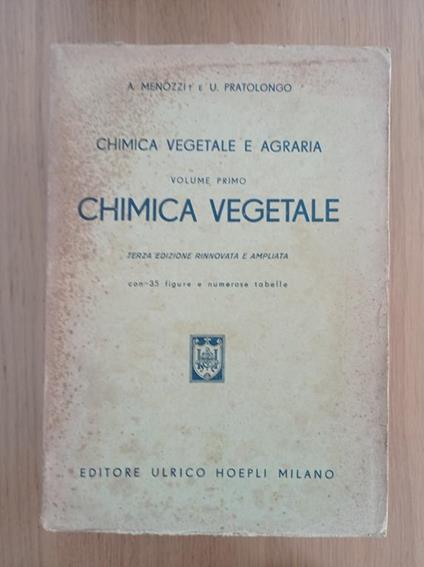 A. MENOZZI † E U. PRATOLONGO
CHIMICA VEGETALE E AGRARIA
VOLUME PRIMO
CHIMICA VEGETALE
TERZA EDIZIONE RINNOVATA E AMPLIATA
con 35 figure e numerose tabelle
EDITORE ULRICO HOEPLI MILANO